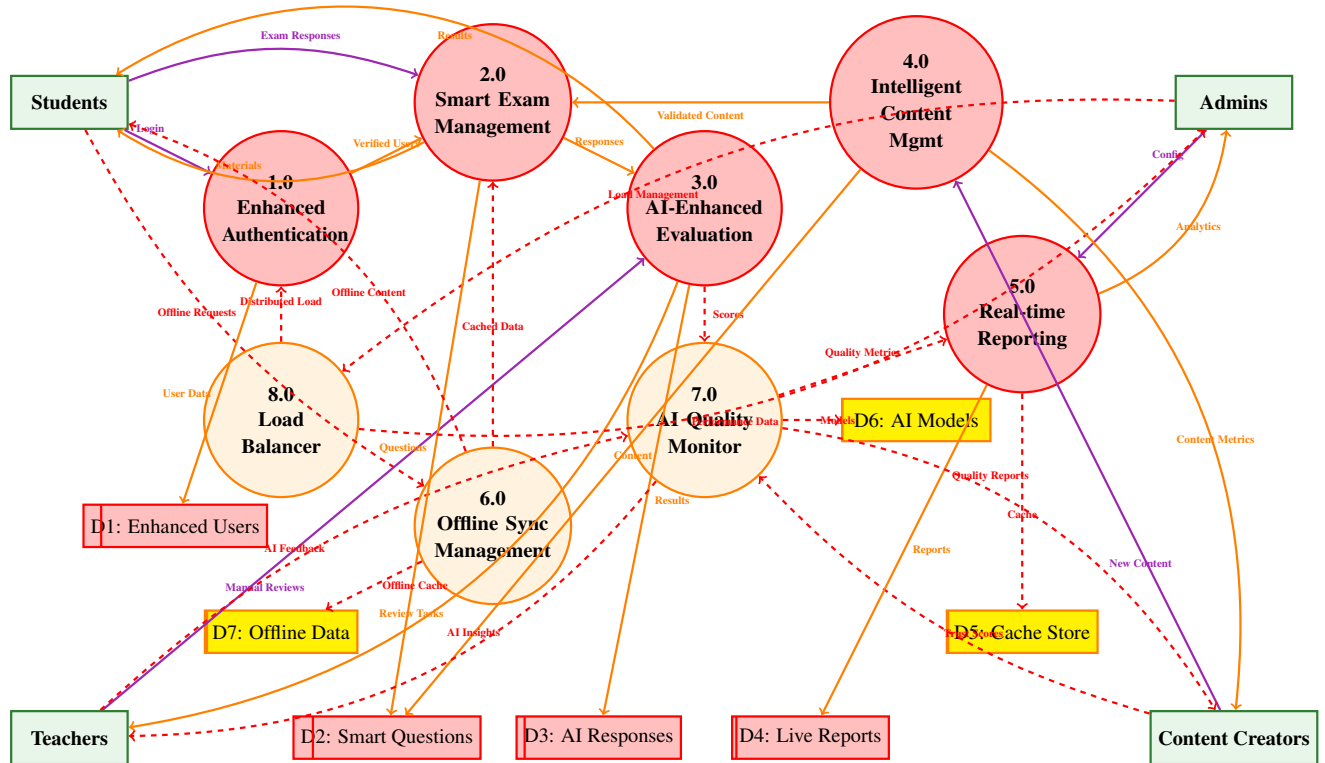 Exam Responses
Results
Students
2.0
Smart Exam
Management
4.0
Intelligent
Content
Mgmt
Admins
Login
Validated Content
Verified Users
Responses
Materials
Config
1.0
Enhanced
Authentication
3.0
AI-Enhanced
Evaluation
Load Management
Analytics
5.0
Real-time
Reporting
Offline Content
Distributed Load
Offline Requests
Cached Data
Scores
Quality Metrics
User Data
8.0
Load
Balancer
7.0
AI Quality
Monitor
Performance Data
Models
D6: AI Models
Questions
Content
Content Metrics
Quality Reports
6.0
Offline Sync
Management
Results
Cache
D1: Enhanced Users
AI Feedback
Reports
Manual Reviews
Offline Cache
New Content
Review Tasks
D7: Offline Data
AI Insights
Trust Scores
D5: Cache Store
Teachers
D2: Smart Questions
D3: AI Responses
D4: Live Reports
Content Creators